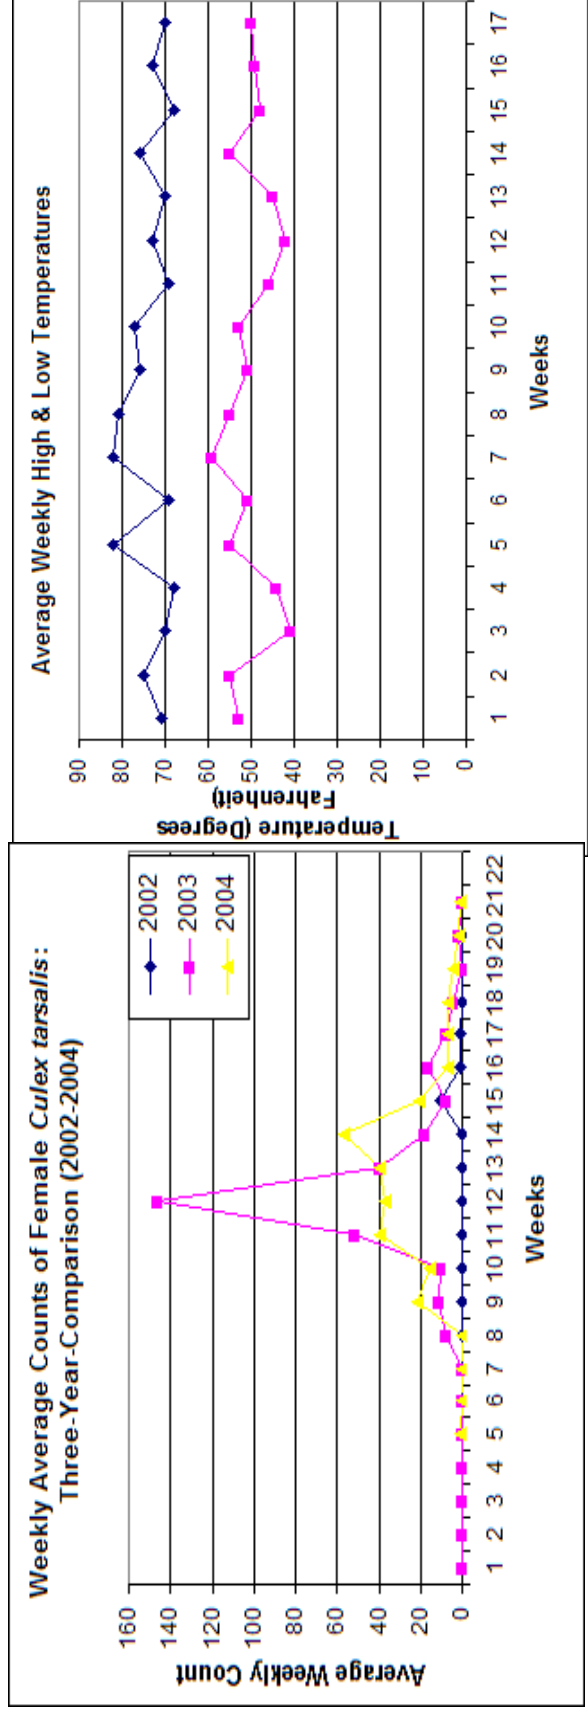 Weekly Average Counts of Female Culex tarsalis :
Three-Year-Comparison (2002-2004)
Average Weekly Count
160
140
120
100
80
60
40
20
0
2002
2003
2004
1 2 3 4 5 6 7 8 9 10 11 12 13 14 15 16 17 18 19 20 21 22
Weeks
Average Weekly High & Low Temperatures
Temperature (Degrees
Fahrenheit)
90
80
70
60
50
40
30
20
10
0
1 2 3 4 5 6 7 8 9 10 11 12 13 14 15 16 17
Weeks